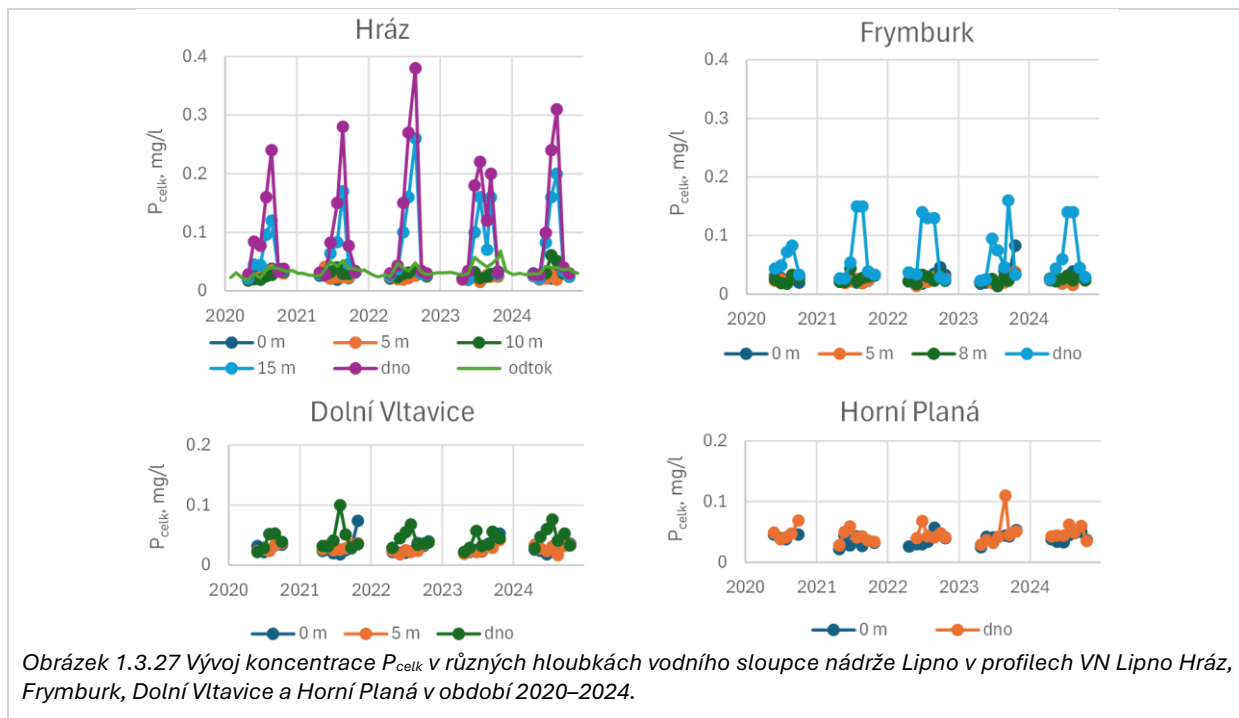 Hráz
P celk, mg/l
0.4
0.3
0.2
0.1
0
2020 2021 2022 2023 2024
0 m 5 m 10 m
15 m dno odtok
Frymburk
P celk, mg/l
0.4
0.3
0.2
0.1
0
2020 2021 2022 2023 2024
0 m 5 m 8 m dno
Dolní Vltavice
P celk, mg/l
0.2
0.1
0
2020 2021 2022 2023 2024
0 m 5 m dno
Horní Planá
P celk, mg/l
0.2
0.1
0
2020 2021 2022 2023 2024
0 m dno
Obrázek 1.3.27 Vývoj koncentrace Pcelk v různých hloubkách vodního sloupce nádrže Lipno v profilech VN Lipno Hráz,
Frymburk, Dolní Vltavice a Horní Planá v období 2020–2024.